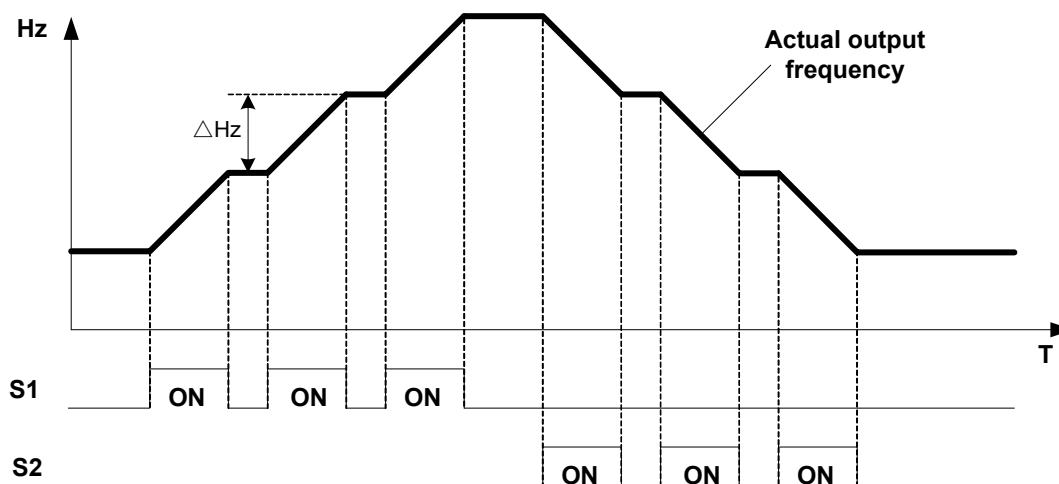 Hz
Actual output
frequency
△Hz
T
S1
ON ON ON
S2
ON ON ON